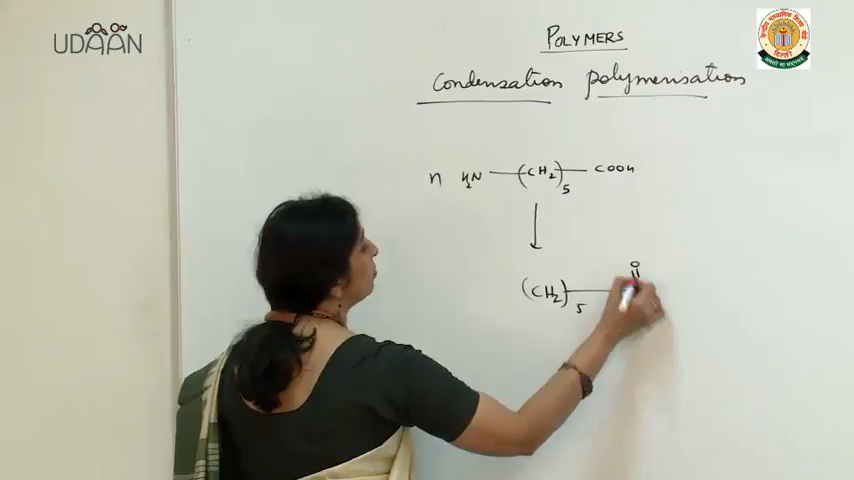 UDAAN
POLYMERS
Condensation polymerisation
n H2N—(CH2)5—COOH
O
(CH2)5—